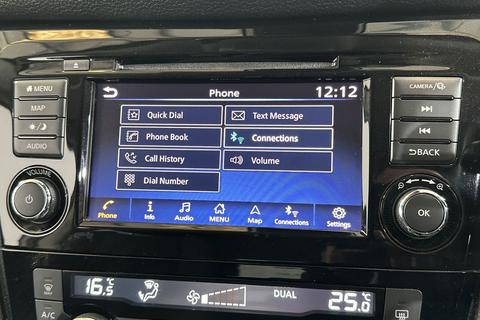 MENU
MAP
AUDIO
VOLUME
Phone 12:12
Quick Dial
Text Message
Phone Book
Connections
Call History
Volume
Dial Number
Phone
Info
Audio
MENU
Map
Connections
Settings
CAMERA/
BACK
OK
A/C
16.5°C
DUAL
25.0°C